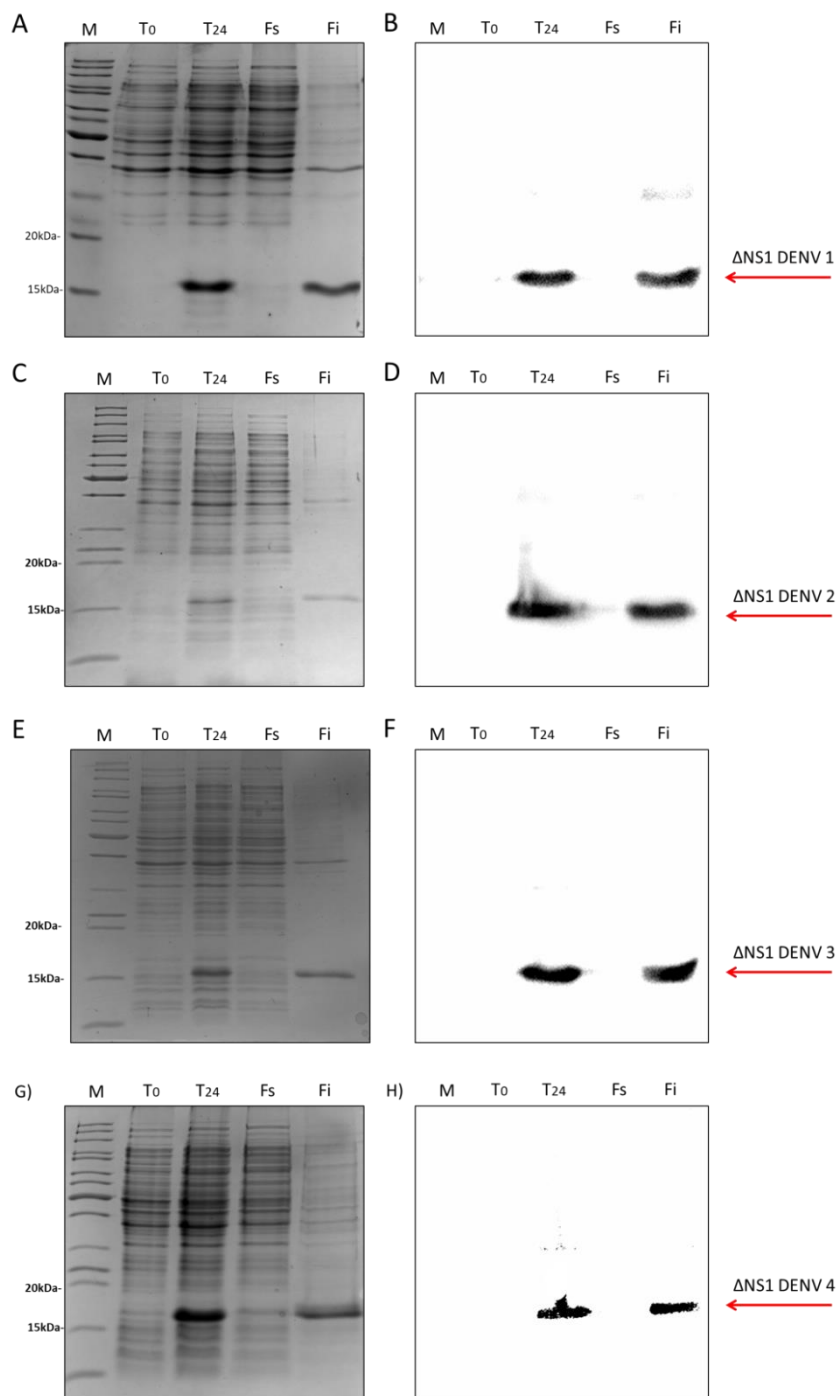 A
M T0 T24 Fs Fi
20kDa-
15kDa-
B
M T0 T24 Fs Fi
ΔNS1 DENV 1
C
M T0 T24 Fs Fi
20kDa-
15kDa-
D
M T0 T24 Fs Fi
ΔNS1 DENV 2
E
M T0 T24 Fs Fi
20kDa-
15kDa-
F
M T0 T24 Fs Fi
ΔNS1 DENV 3
G)
M T0 T24 Fs Fi
20kDa-
15kDa-
H)
M T0 T24 Fs Fi
ΔNS1 DENV 4